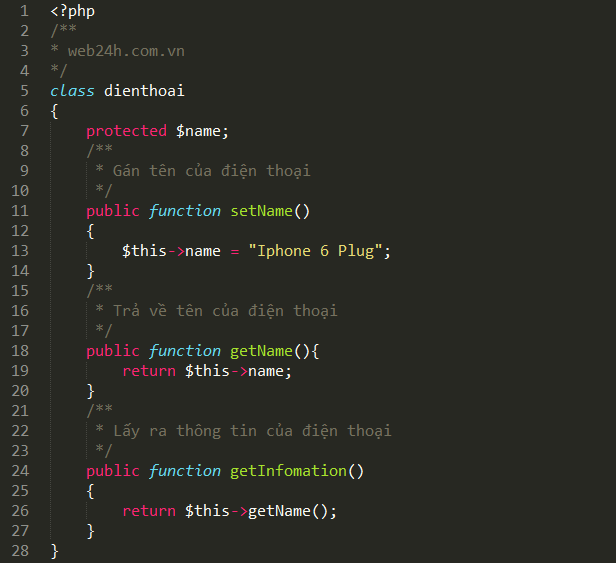 1 <?php
2 /**
3 * web24h.com.vn
4 */
5 class dienthoai
6 {
7 protected $name;
8 /**
9 * Gán tên của điện thoại
10 */
11 public function setName()
12 {
13 $this->name = "Iphone 6 Plug";
14 }
15 /**
16 * Trả về tên của điện thoại
17 */
18 public function getName(){
19 return $this->name;
20 }
21 /**
22 * Lấy ra thông tin của điện thoại
23 */
24 public function getInfomation()
25 {
26 return $this->getName();
27 }
28 }